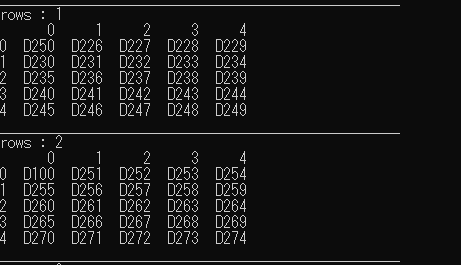 rows : 1
0 1 2 3 4
0 D250 D226 D227 D228 D229
1 D230 D231 D232 D233 D234
2 D235 D236 D237 D238 D239
3 D240 D241 D242 D243 D244
4 D245 D246 D247 D248 D249
rows : 2
0 1 2 3 4
0 D100 D251 D252 D253 D254
1 D255 D256 D257 D258 D259
2 D260 D261 D262 D263 D264
3 D265 D266 D267 D268 D269
4 D270 D271 D272 D273 D274